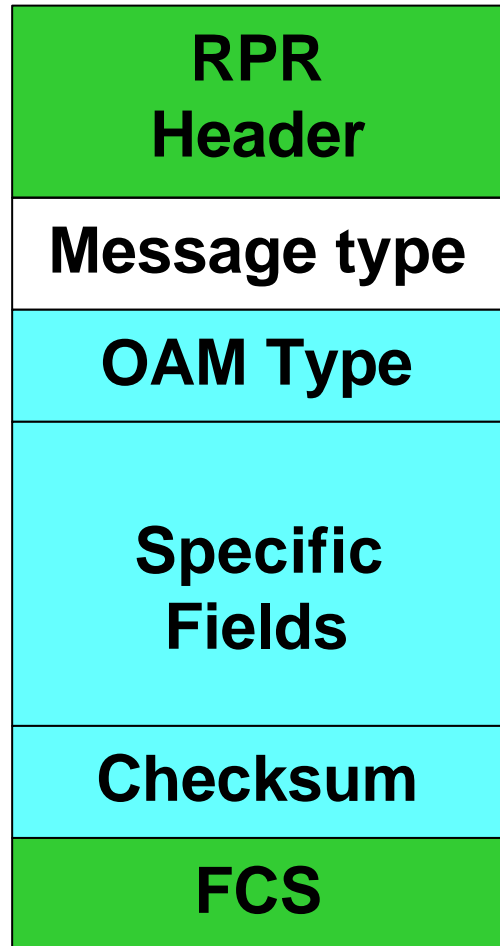 RPR
Header
Message type
OAM Type
Specific
Fields
Checksum
FCS